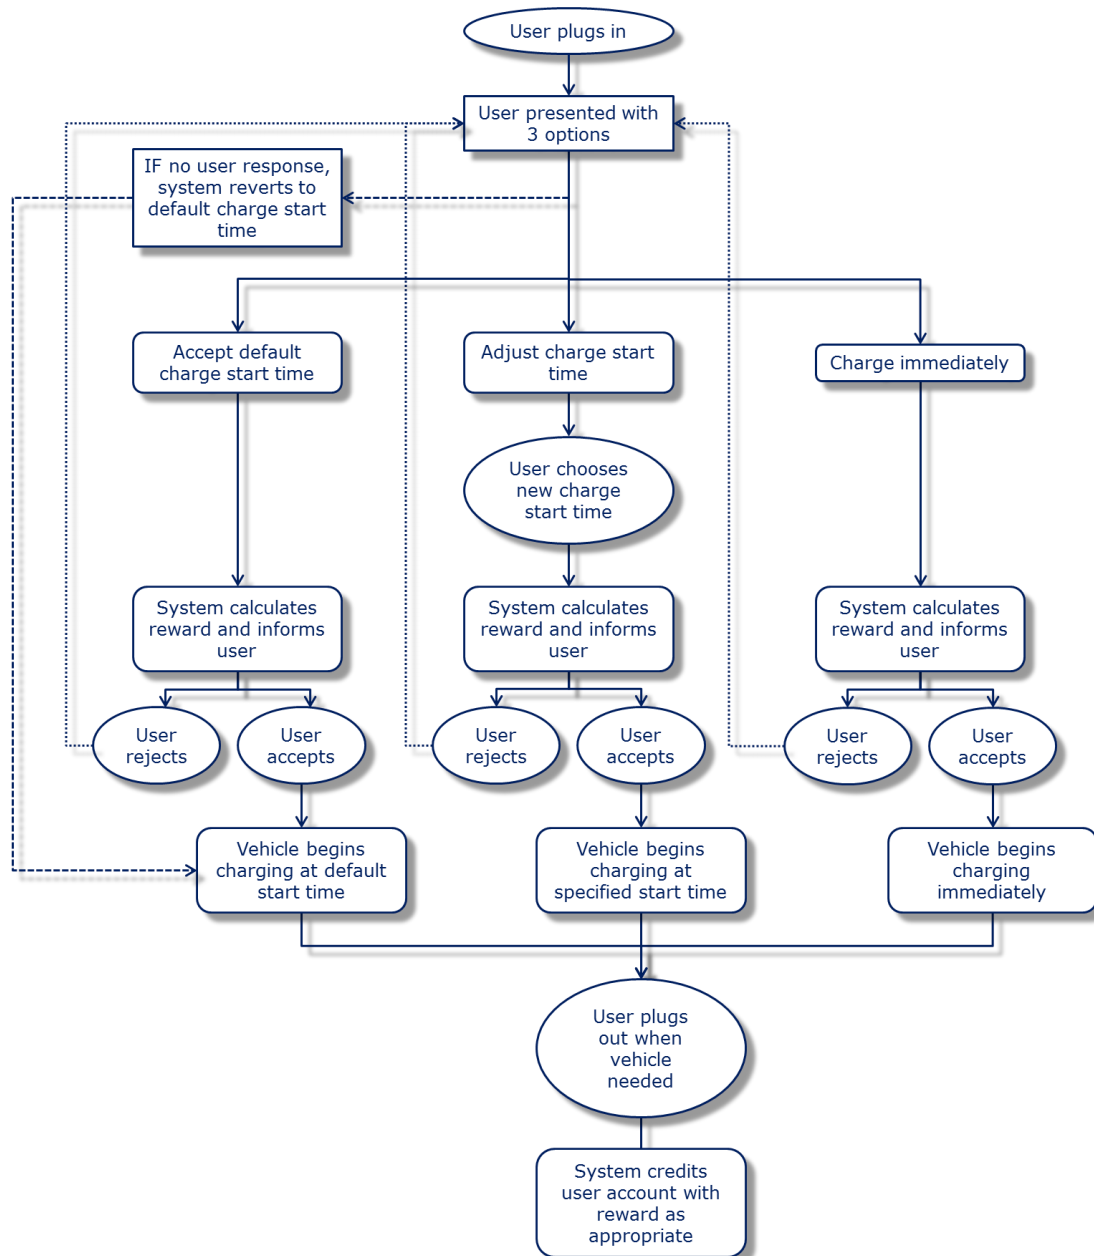 User plugs in
User presented with
3 options
IF no user response,
system reverts to
default charge start
time
Accept default
charge start time
Adjust charge start
time
Charge immediately
User chooses
new charge
start time
System calculates
reward and informs
user
System calculates
reward and informs
user
System calculates
reward and informs
user
User
rejects
User
accepts
User
rejects
User
accepts
User
rejects
User
accepts
Vehicle begins
charging at default
start time
Vehicle begins
charging at
specified start time
Vehicle begins
charging
immediately
User plugs
out when
vehicle
needed
System credits
user account with
reward as
appropriate